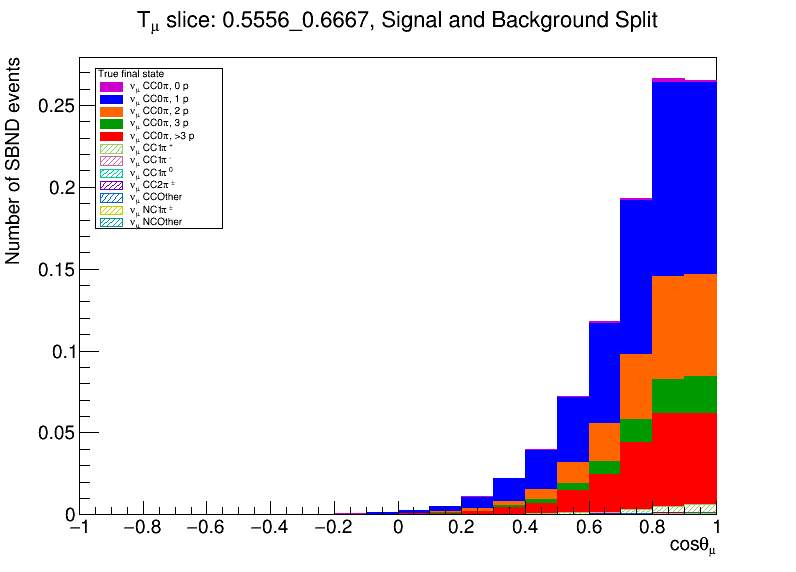 T_μ slice: 0.5556_0.6667, Signal and Background Split
Number of SBND events
True final state
ν_μ CC0π, 0 p
ν_μ CC0π, 1 p
ν_μ CC0π, 2 p
ν_μ CC0π, 3 p
ν_μ CC0π, >3 p
ν_μ CC1π⁺
ν_μ CC1π⁻
ν_μ CC1π⁰
ν_μ CC2π^±
ν_μ CCOther
ν_μ NC1π^±
ν_μ NCOther
0.25
0.2
0.15
0.1
0.05
0
−1 −0.8 −0.6 −0.4 −0.2 0 0.2 0.4 0.6 0.8 1
cosθ_μ